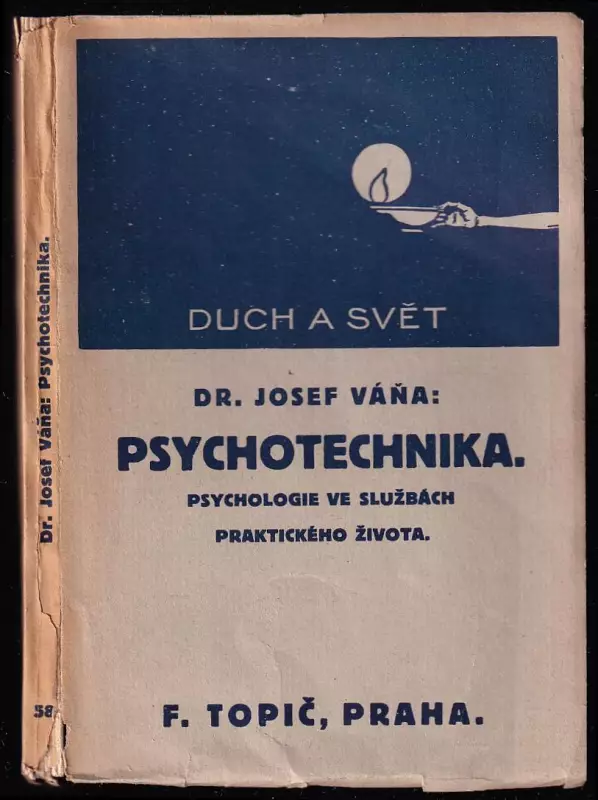 Dr. Josef Váňa: Psychotechnika.
58
DUCH A SVĚT
DR. JOSEF VÁŇA:
PSYCHOTECHNIKA.
PSYCHOLOGIE VE SLUŽBÁCH
PRAKTICKÉHO ŽIVOTA.
F. TOPIČ, PRAHA.